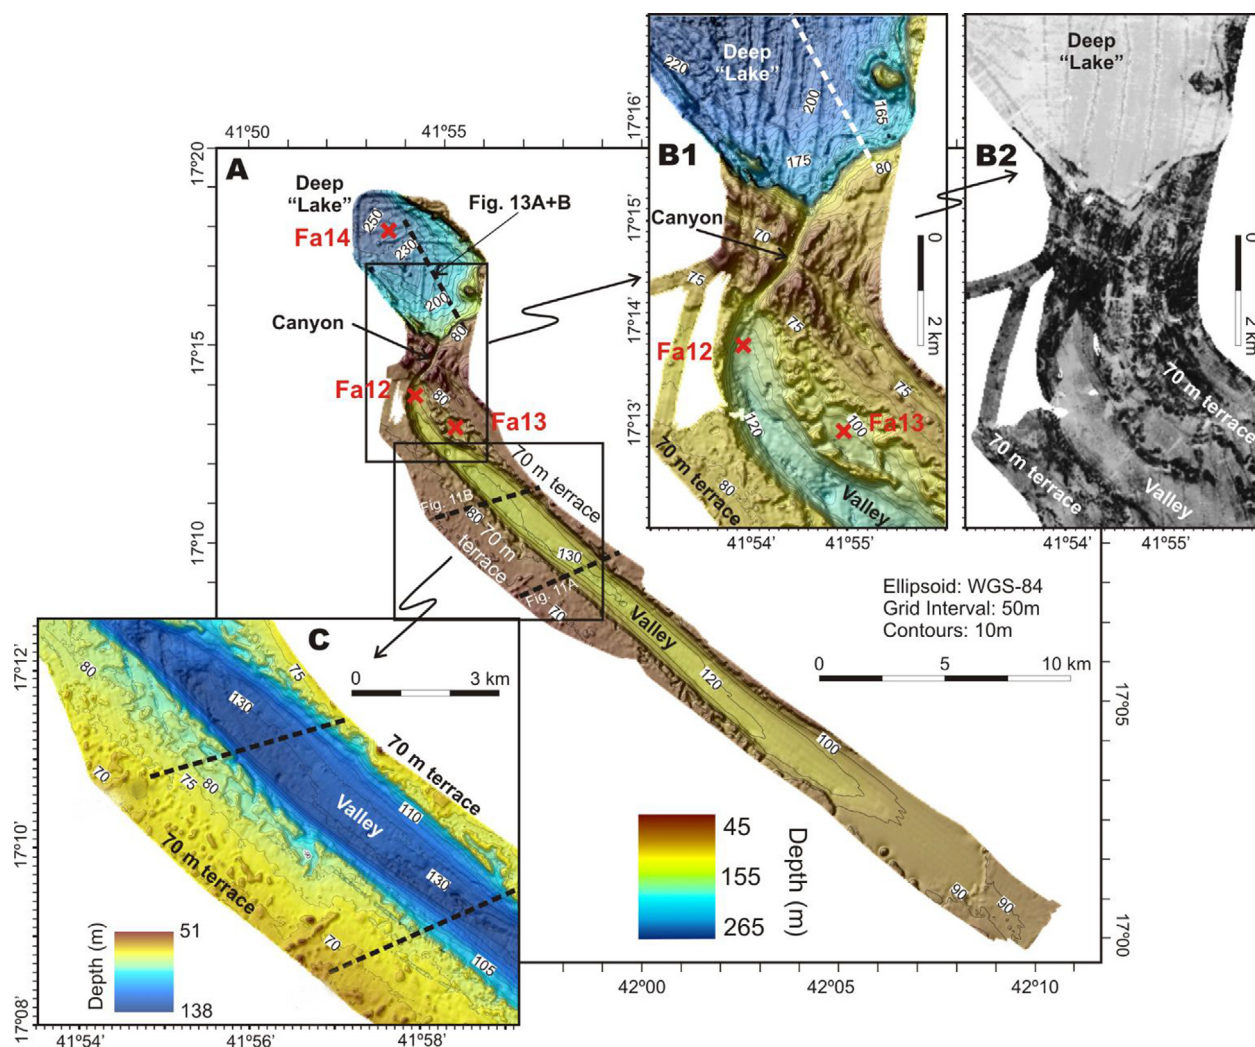 41º50
41º55
17º20
17º15
17º10
A
Deep
“Lake”
Fa14
250
230
200
80
Fig. 13A+B
Canyon
Fa12
80
Fa13
70 m terrace
Fig. 11B
80
70 m
terrace
130
Fig. 11A
70
Valley
120
100
90
90
B1
Deep
“Lake”
220
200
165
175
80
Canyon
70
75
75
Fa12
75
100
Fa13
120
70 m terrace
80
Valley
17º16'
17º15'
17º14'
17º13'
0
2 km
41º54'
41º55'
B2
Deep
“Lake”
70 m terrace
70 m terrace
Valley
0
2 km
41º54'
41º55'
Ellipsoid: WGS-84
Grid Interval: 50m
Contours: 10m
0
5
10 km
17º05
17º00
45
155
265
Depth (m)
42º00
42º05
42º10
C
0
3 km
80
75
130
70 m terrace
70
75
80
Valley
110
70 m terrace
130
70
105
Depth (m)
51
138
17º12'
17º10'
17º08'
41º54'
41º56'
41º58'